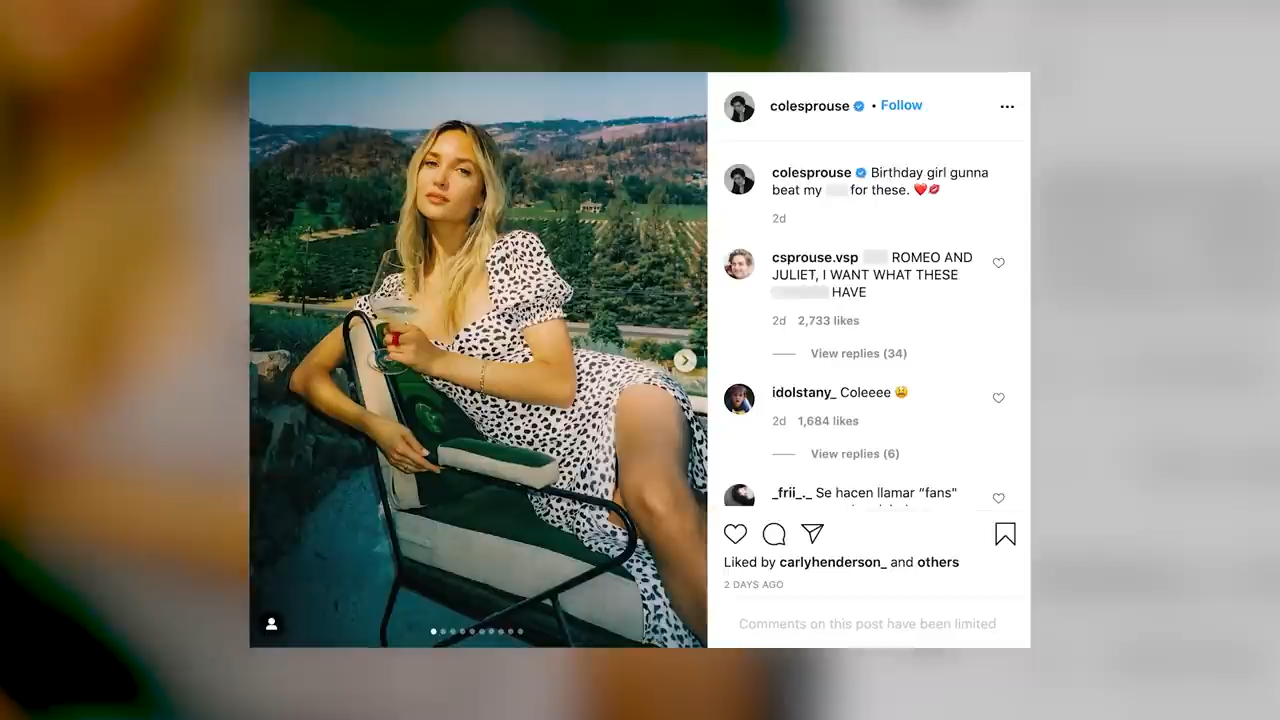 colesprouse • Follow
colesprouse Birthday girl gunna
beat my for these. ❤️💋
2d
csprouse.vsp ROMEO AND
JULIET, I WANT WHAT THESE
HAVE
2d 2,733 likes
View replies (34)
idolstany_ Coleeee 😫
2d 1,684 likes
View replies (6)
_frii_._ Se hacen llamar "fans"
Liked by carlyhenderson_ and others
2 DAYS AGO
Comments on this post have been limited